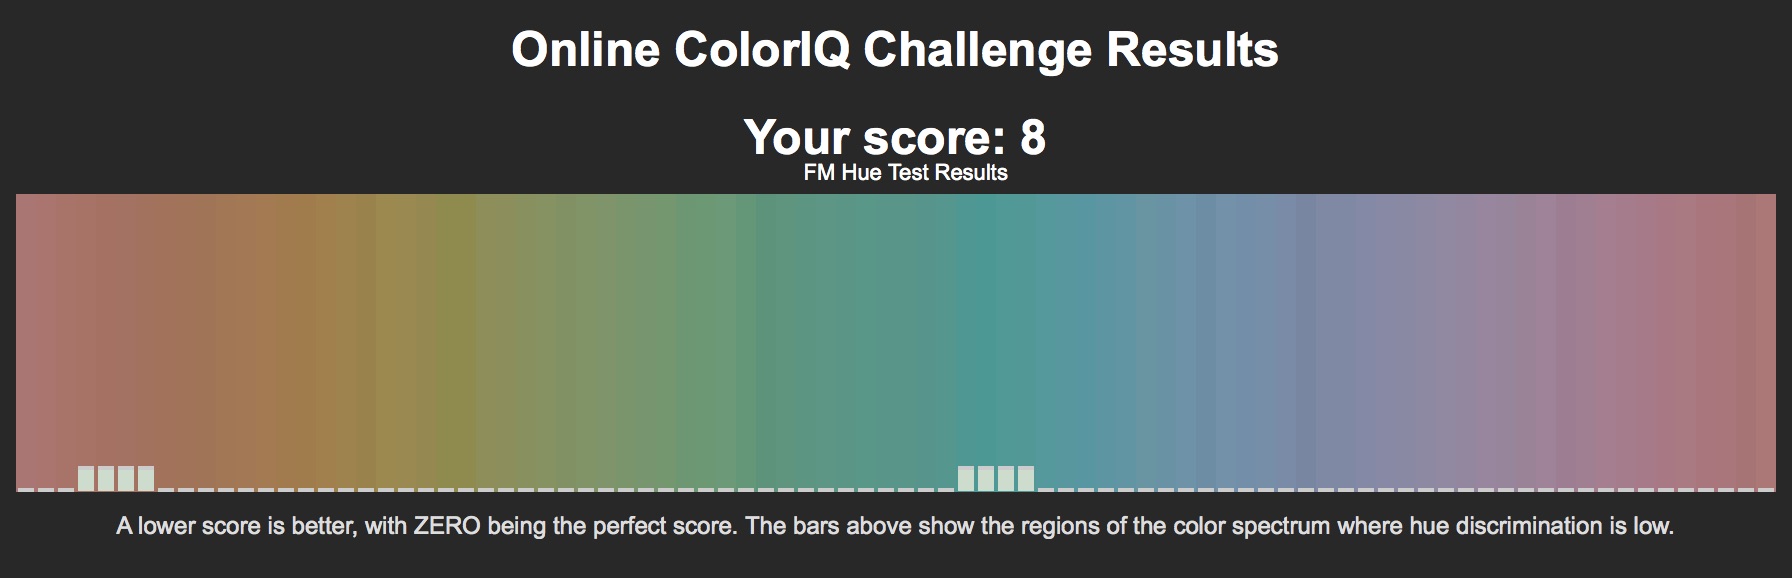 Online ColorIQ Challenge Results
Your score: 8
FM Hue Test Results
A lower score is better, with ZERO being the perfect score. The bars above show the regions of the color spectrum where hue discrimination is low.